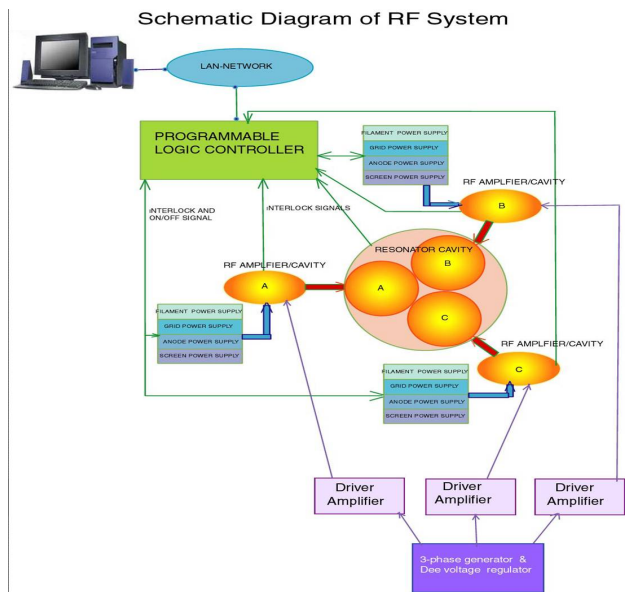 Schematic Diagram of RF System
LAN-NETWORK
PROGRAMMABLE
LOGIC CONTROLLER
FILAMENT POWER SUPPLY
GRID POWER SUPPLY
ANODE POWER SUPPLY
SCREEN POWER SUPPLY
RF AMPLFIER/CAVITY
B
INTERLOCK AND
ON/OFF SIGNAL
INTERLOCK SIGNALS
RESONATOR CAVITY
B
A
C
RF AMPLFIER/CAVITY
A
FILAMENT POWER SUPPLY
GRID POWER SUPPLY
ANODE POWER SUPPLY
SCREEN POWER SUPPLY
RF AMPLFIER/CAVITY
C
FILAMENT POWER SUPPLY
GRID POWER SUPPLY
ANODE POWER SUPPLY
SCREEN POWER SUPPLY
Driver
Amplifier
Driver
Amplifier
Driver
Amplifier
3-phase generator &
Dee voltage regulator